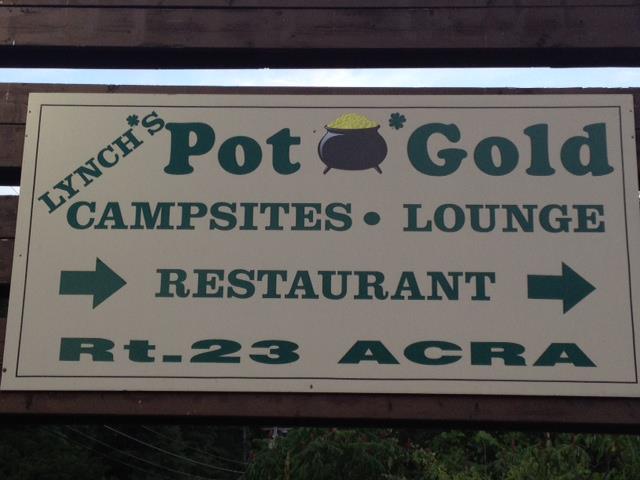 LYNCH'S Pot O' Gold
CAMPSITES • LOUNGE
RESTAURANT
Rt.23 ACRA